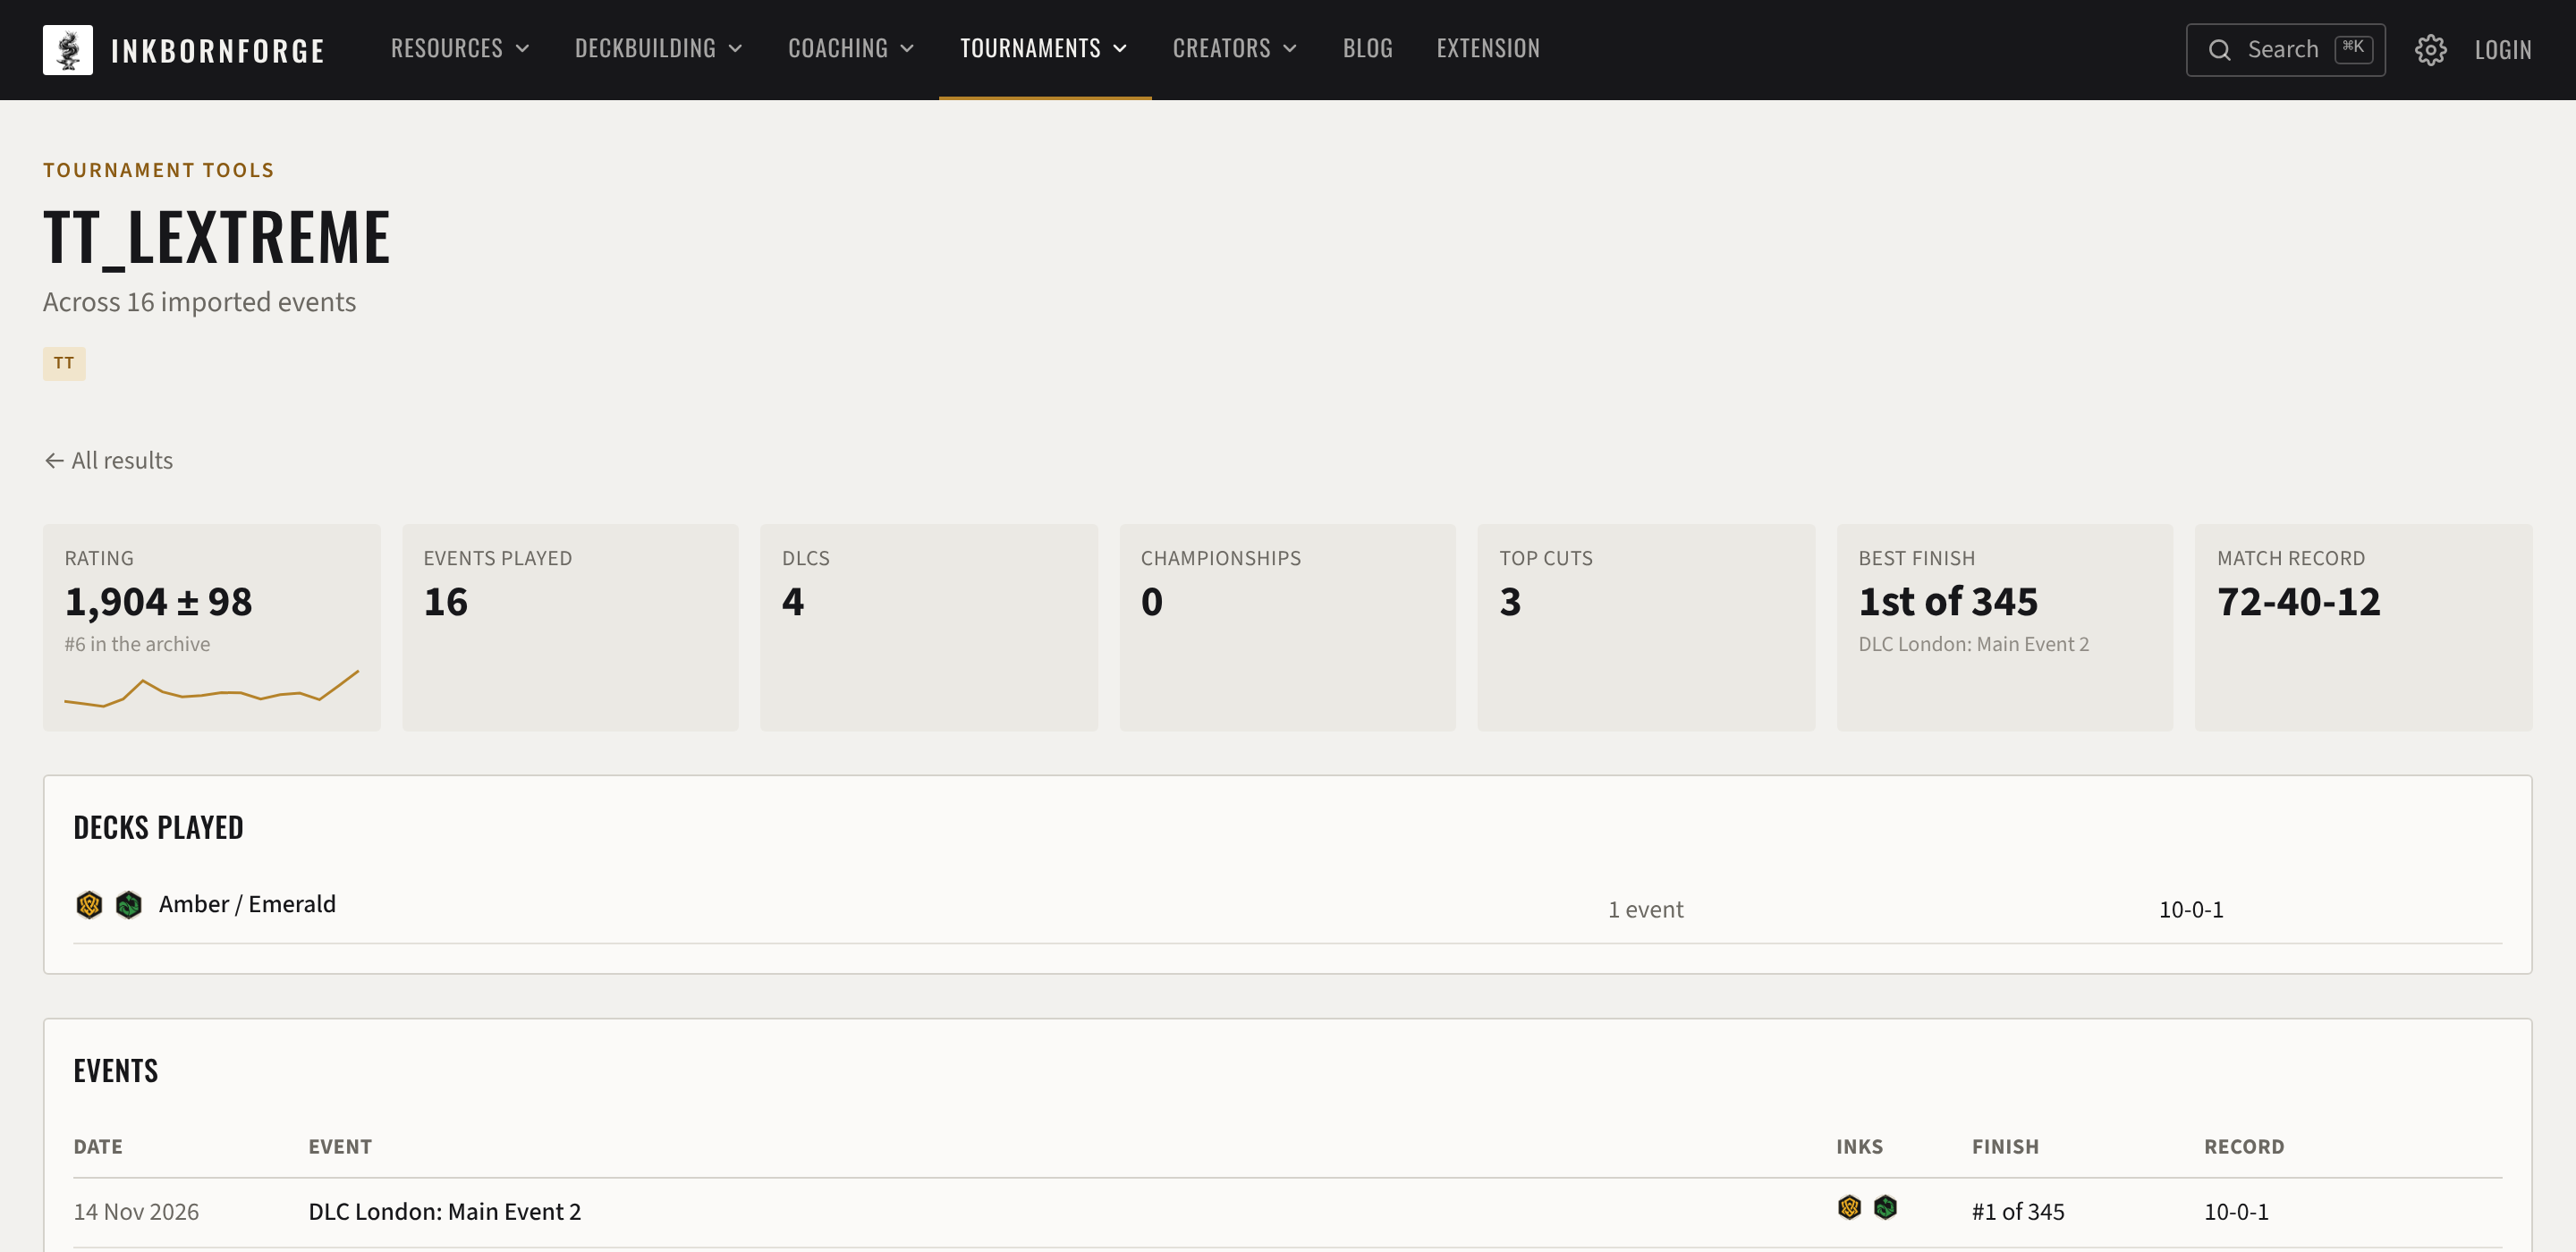 INKBORNFORGE RESOURCES DECKBUILDING COACHING TOURNAMENTS CREATORS BLOG EXTENSION Search ⌘K LOGIN
TOURNAMENT TOOLS
TT_LEXTREME
Across 16 imported events
TT
← All results
RATING EVENTS PLAYED DLCS CHAMPIONSHIPS TOP CUTS BEST FINISH MATCH RECORD
1,904 ± 98 16 4 0 3 1st of 345 72-40-12
#6 in the archive DLC London: Main Event 2
DECKS PLAYED
Amber / Emerald 1 event 10-0-1
EVENTS
DATE EVENT INKS FINISH RECORD
14 Nov 2026 DLC London: Main Event 2 #1 of 345 10-0-1